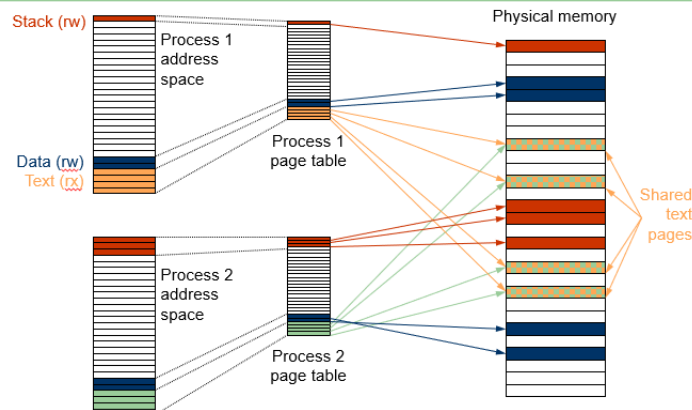 Stack (rw)
Process 1
address
space
Data (rw)
Text (rx)
Process 1
page table
Physical memory
Shared
text
pages
Process 2
address
space
Process 2
page table